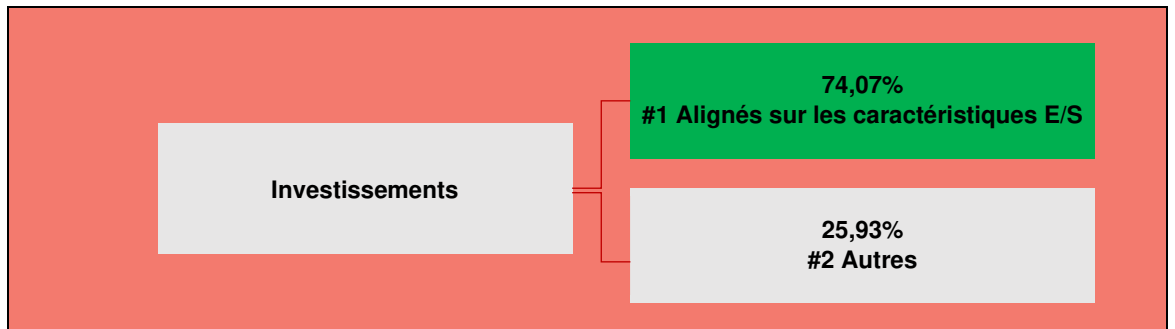 74,07%
#1 Alignés sur les caractéristiques E/S
Investissements
25,93%
#2 Autres